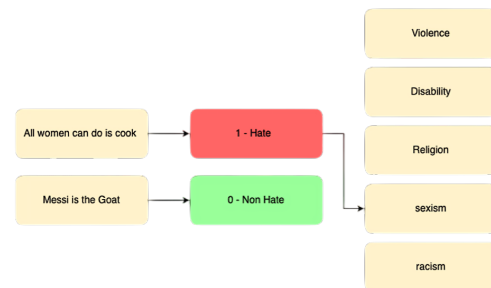 Violence
Disability
All women can do is cook
1 - Hate
Religion
Messi is the Goat
0 - Non Hate
sexism
racism